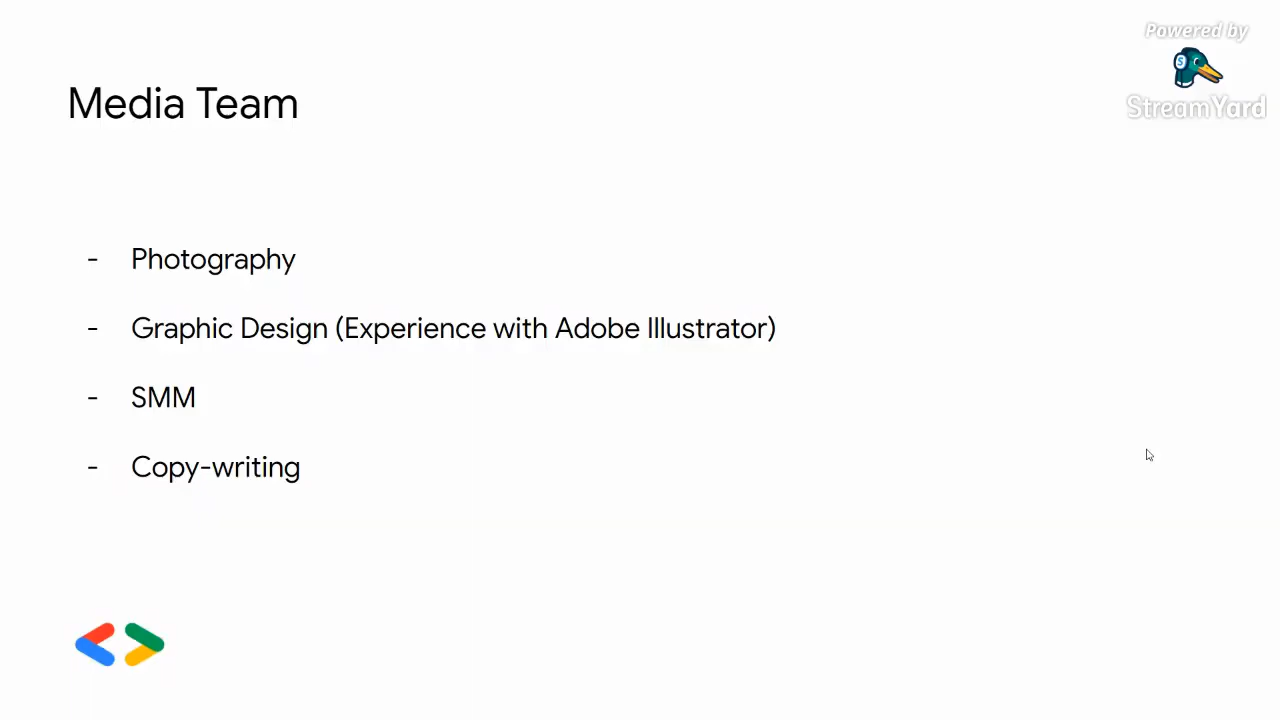 Powered by
StreamYard
Media Team
- Photography
- Graphic Design (Experience with Adobe Illustrator)
- SMM
- Copy-writing